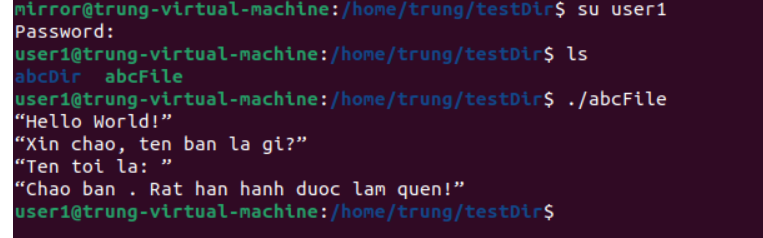 mirror@trung-virtual-machine:/home/trung/testDir$ su user1
Password:
user1@trung-virtual-machine:/home/trung/testDir$ ls
abcDir  abcFile
user1@trung-virtual-machine:/home/trung/testDir$ ./abcFile
“Hello World!”
“Xin chao, ten ban la gi?”
“Ten toi la: ”
“Chao ban . Rat han hanh duoc lam quen!”
user1@trung-virtual-machine:/home/trung/testDir$